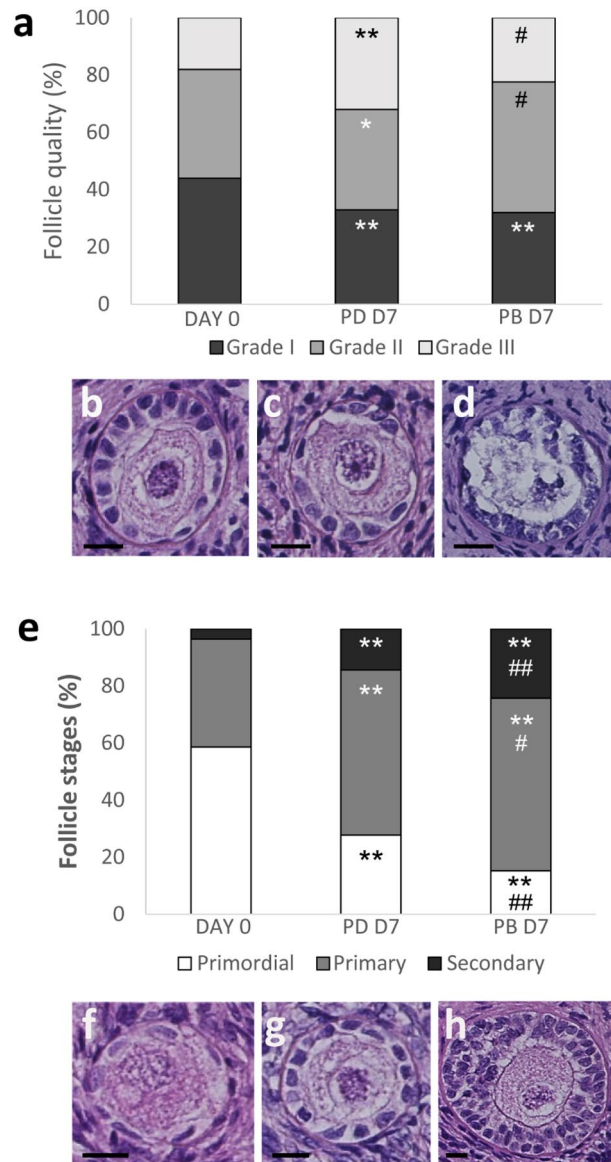 a
Follicle quality (%)
100
80
60
40
20
0
** #
* #
** **
DAY 0 PD D7 PB D7
Grade I Grade II Grade III
b c d
e
Follicle stages (%)
100
80
60
40
20
0
** **
##
** **
#
** **
##
DAY 0 PD D7 PB D7
Primordial Primary Secondary
f g h